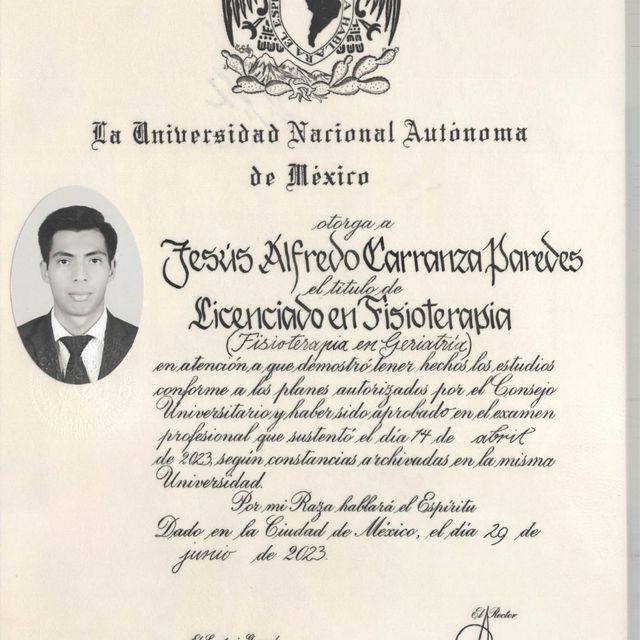 A HABLARA EL ESP
La Universidad Nacional Autónoma
de México
otorga a
Jesús Alfredo Carranza Paredes
el título de
Licenciado en Fisioterapia
(Fisioterapia en Geriatría)
en atención a que demostró tener hechos los estudios
conforme a los planes autorizados por el Consejo
Universitario y haber sido aprobado en el examen
profesional que sustentó el día 14 de abril
de 2023, según constancias archivadas en la misma
Universidad.
Por mi Raza hablará el Espíritu
Dado en la Ciudad de México, el día 29 de
junio de 2023.
El Rector